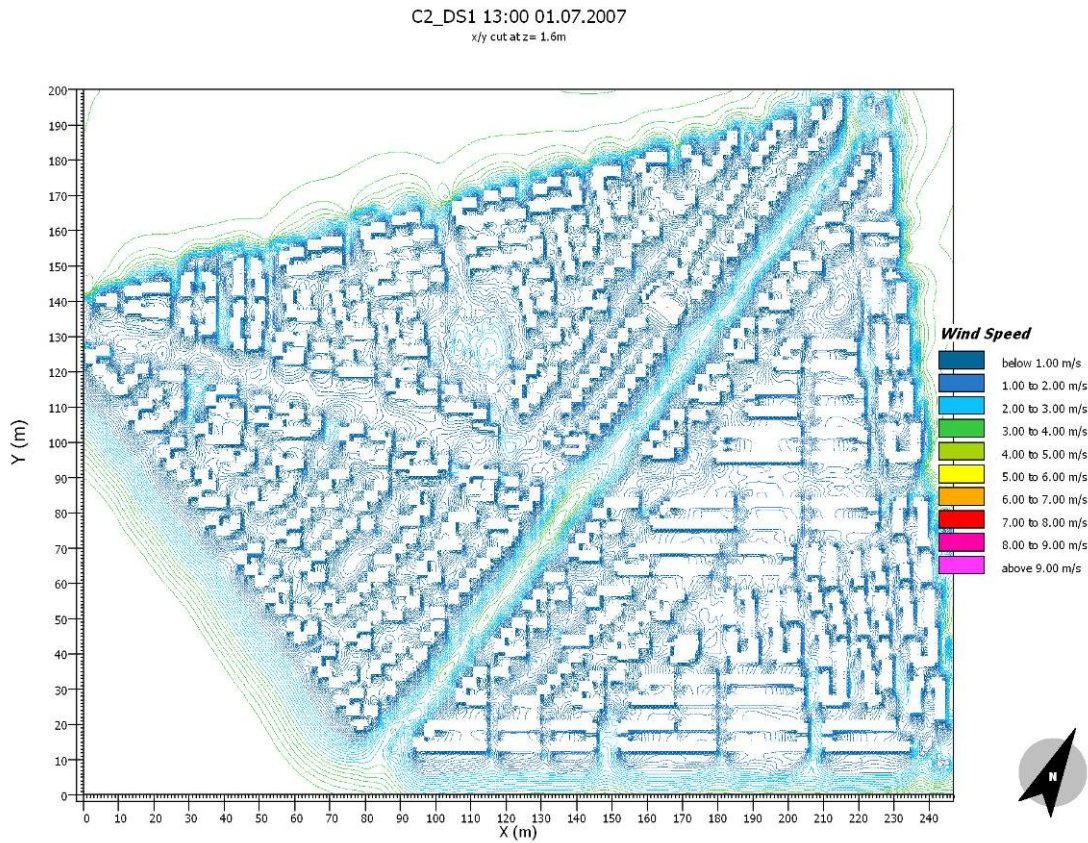 C2_DS1 13:00 01.07.2007
x/y cut at z= 1.6m
200
190
180
170
160
150
140
130
120
110
100
90
80
70
60
50
40
30
20
10
0
Y (m)
0 10 20 30 40 50 60 70 80 90 100 110 120 130 140 150 160 170 180 190 200 210 220 230 240
X (m)
Wind Speed
below 1.00 m/s
1.00 to 2.00 m/s
2.00 to 3.00 m/s
3.00 to 4.00 m/s
4.00 to 5.00 m/s
5.00 to 6.00 m/s
6.00 to 7.00 m/s
7.00 to 8.00 m/s
8.00 to 9.00 m/s
above 9.00 m/s
N